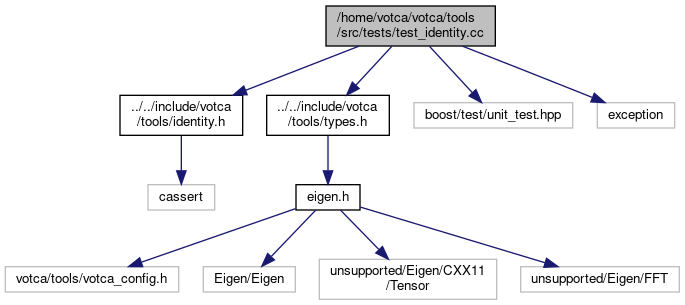 /home/votca/votca/tools
/src/tests/test_identity.cc
../../include/votca
/tools/identity.h
../../include/votca
/tools/types.h
boost/test/unit_test.hpp
exception
cassert
eigen.h
votca/tools/votca_config.h
Eigen/Eigen
unsupported/Eigen/CXX11
/Tensor
unsupported/Eigen/FFT